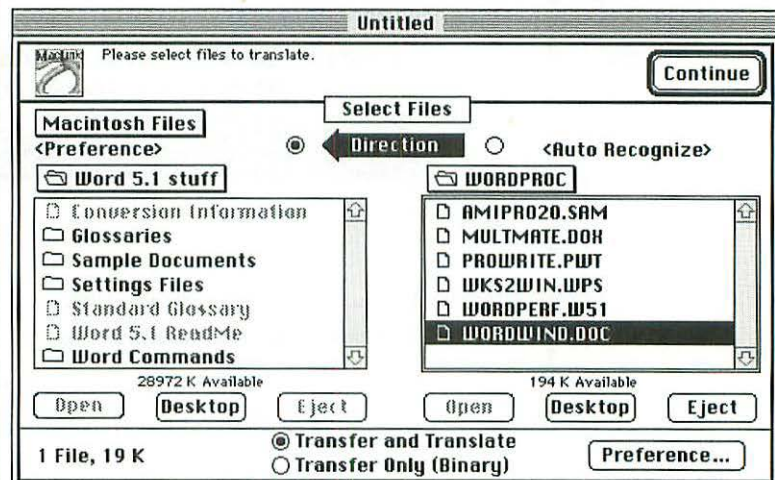 Untitled
MacLink
Please select files to translate.
Continue
Select Files
Macintosh Files
<Preference>
Direction
<Auto Recognize>
Word 5.1 stuff
WORDPROC
Conversion Information
Glossaries
Sample Documents
Settings Files
Standard Glossary
Word 5.1 ReadMe
Word Commands
AMIPRO20.SAM
MULTMATE.DOX
PROWRITE.PWT
WKS2WIN.WPS
WORDPERF.W51
WORDWIND.DOC
28972 K Available
194 K Available
Open
Desktop
Eject
Open
Desktop
Eject
1 File, 19 K
Transfer and Translate
Transfer Only (Binary)
Preference...